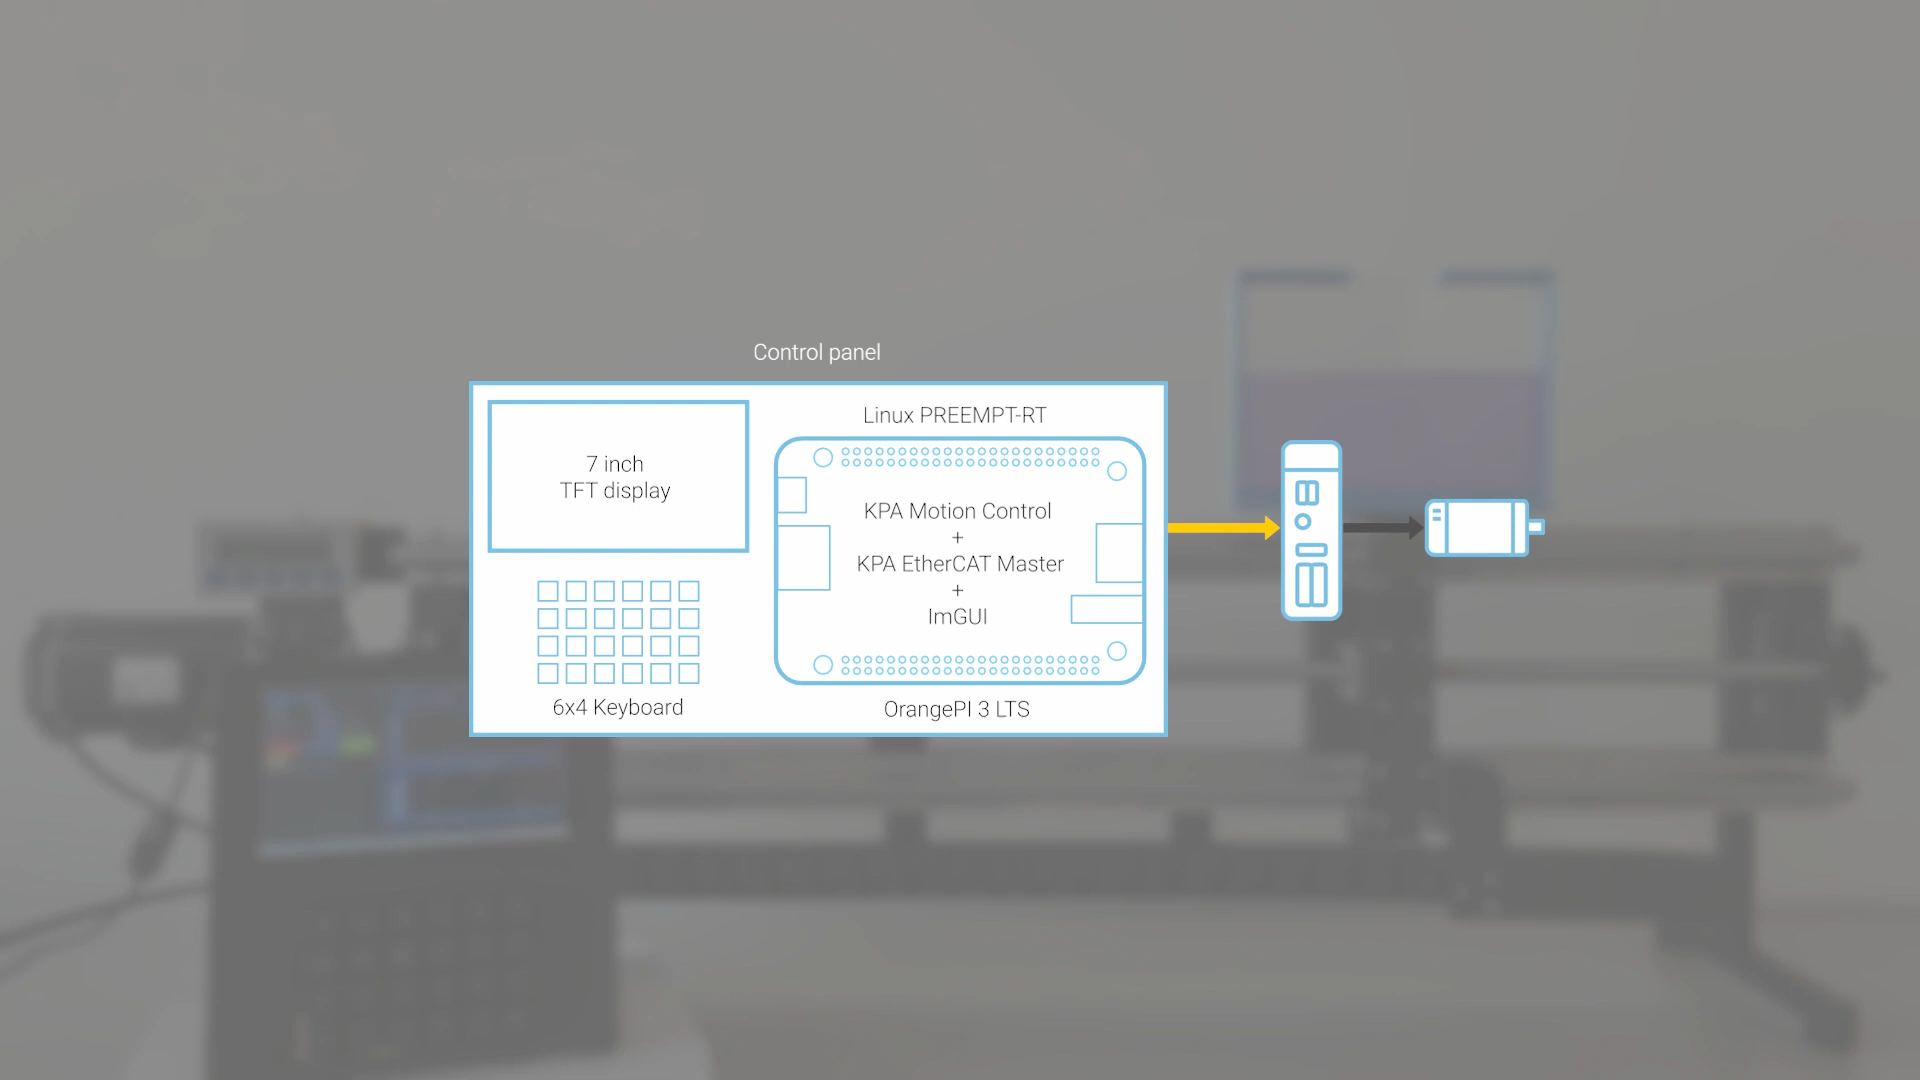 Control panel
7 inch
TFT display
6x4 Keyboard
Linux PREEMPT-RT
KPA Motion Control
+
KPA EtherCAT Master
+
ImGUI
OrangePI 3 LTS